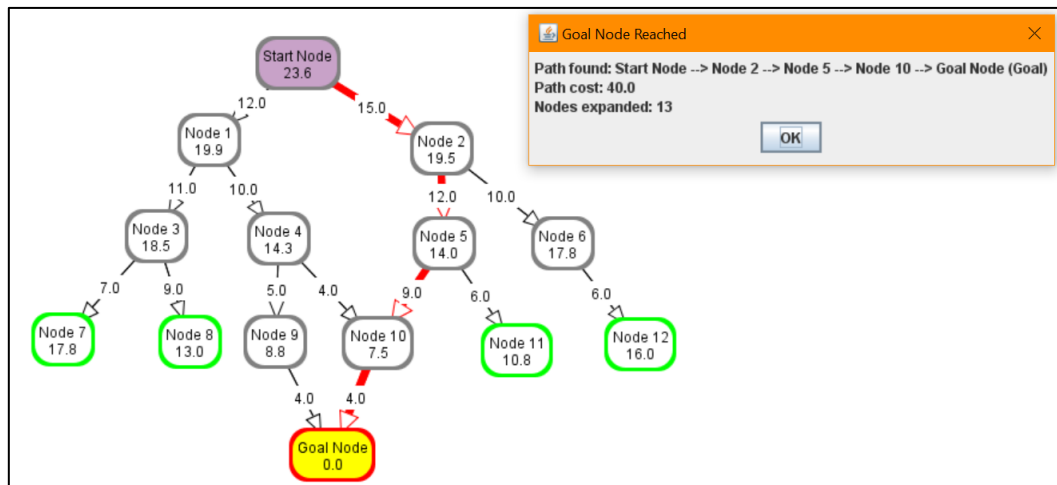 Goal Node Reached
Path found: Start Node --> Node 2 --> Node 5 --> Node 10 --> Goal Node (Goal)
Path cost: 40.0
Nodes expanded: 13
OK
Start Node
23.6
12.0
15.0
Node 1
19.9
Node 2
19.5
11.0
10.0
12.0
10.0
Node 3
18.5
Node 4
14.3
Node 5
14.0
Node 6
17.8
7.0
9.0
5.0
4.0
9.0
6.0
6.0
Node 7
17.8
Node 8
13.0
Node 9
8.8
Node 10
7.5
Node 11
10.8
Node 12
16.0
4.0
4.0
Goal Node
0.0